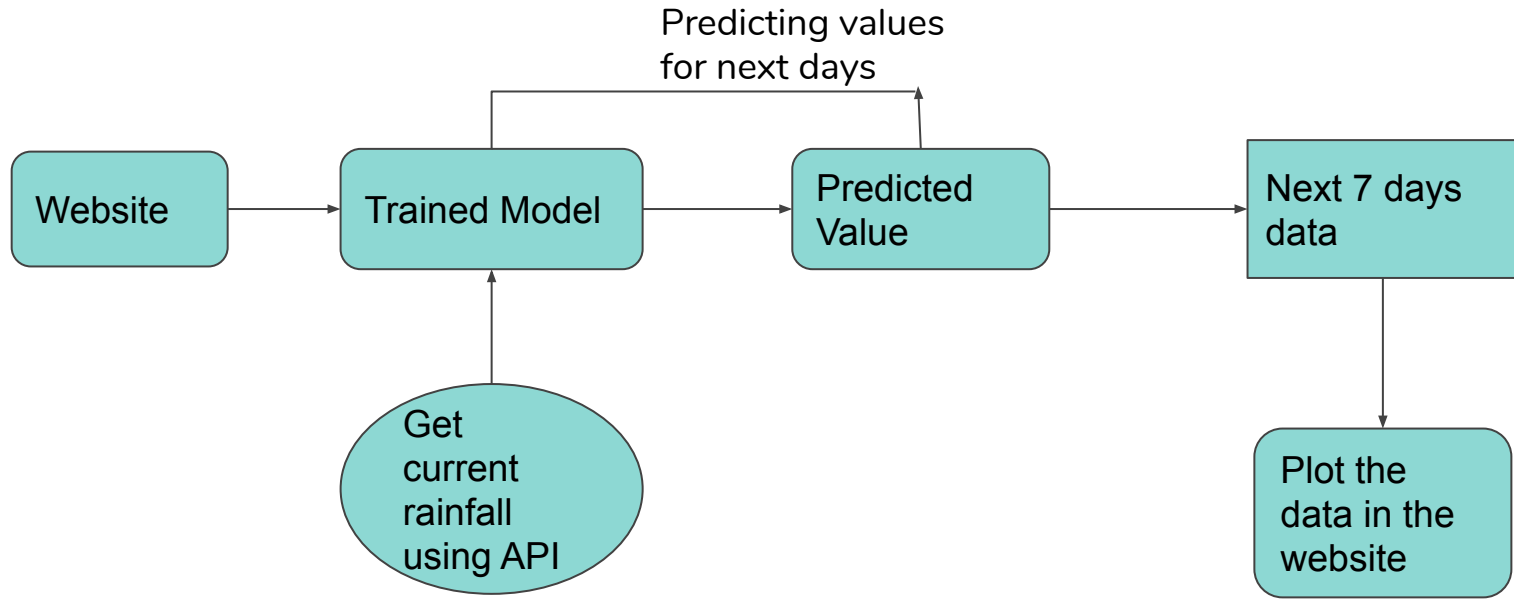 Predicting values
for next days
Website
Trained Model
Predicted
Value
Next 7 days
data
Get
current
rainfall
using API
Plot the
data in the
website